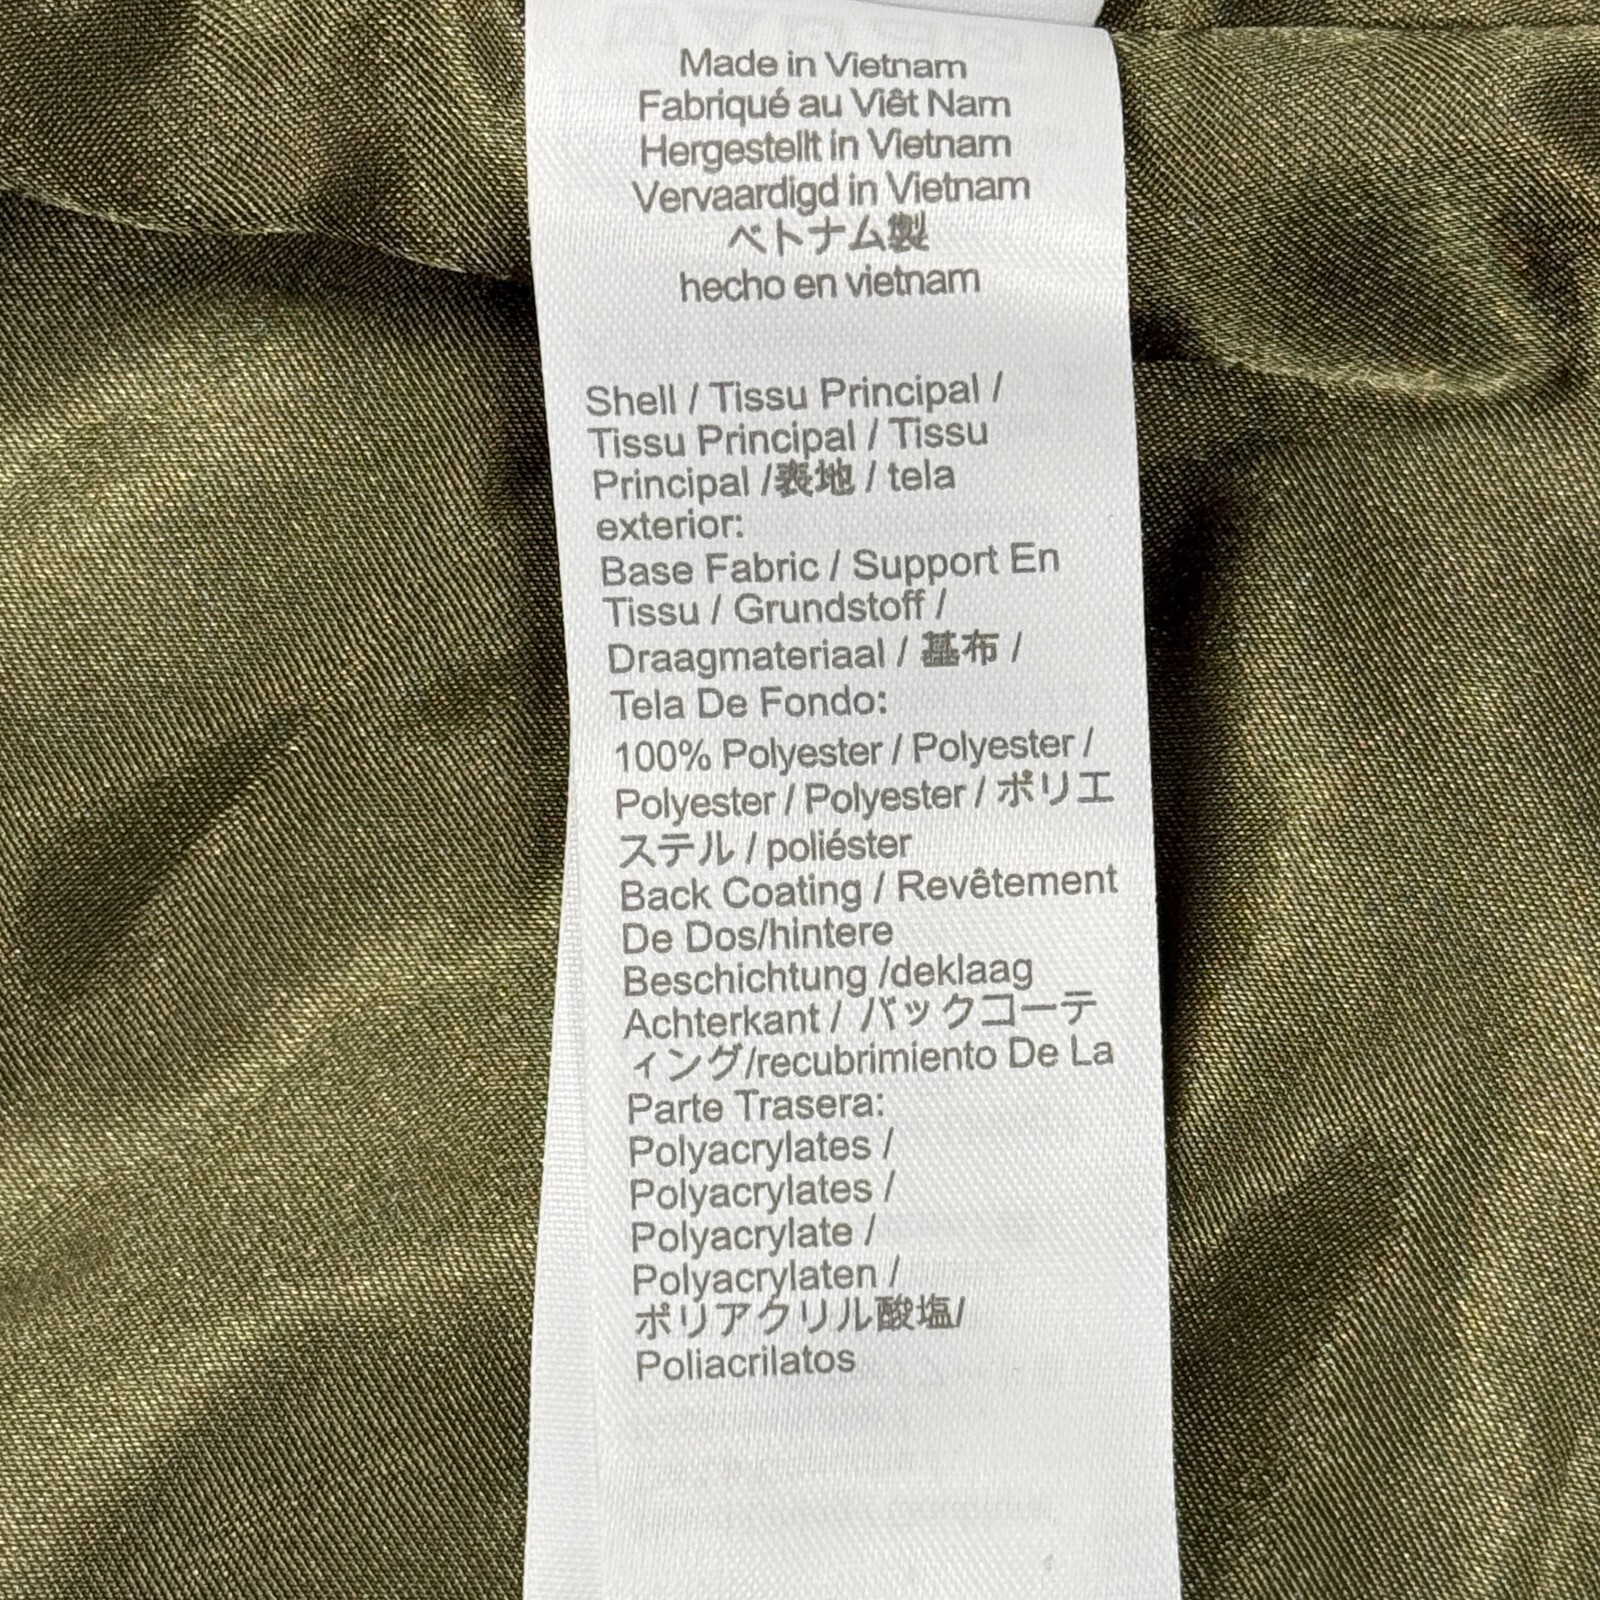 Made in Vietnam
Fabriqué au Viêt Nam
Hergestellt in Vietnam
Vervaardigd in Vietnam
ベトナム製
hecho en vietnam
Shell / Tissu Principal /
Tissu Principal / Tissu
Principal /表地 / tela
exterior:
Base Fabric / Support En
Tissu / Grundstoff /
Draagmateriaal / 基布 /
Tela De Fondo:
100% Polyester / Polyester /
Polyester / Polyester / ポリエ
ステル / poliéster
Back Coating / Revêtement
De Dos/hintere
Beschichtung /deklaag
Achterkant / バックコーテ
ィング/recubrimiento De La
Parte Trasera:
Polyacrylates /
Polyacrylates /
Polyacrylate /
Polyacrylaten /
ポリアクリル酸塩/
Poliacrilatos